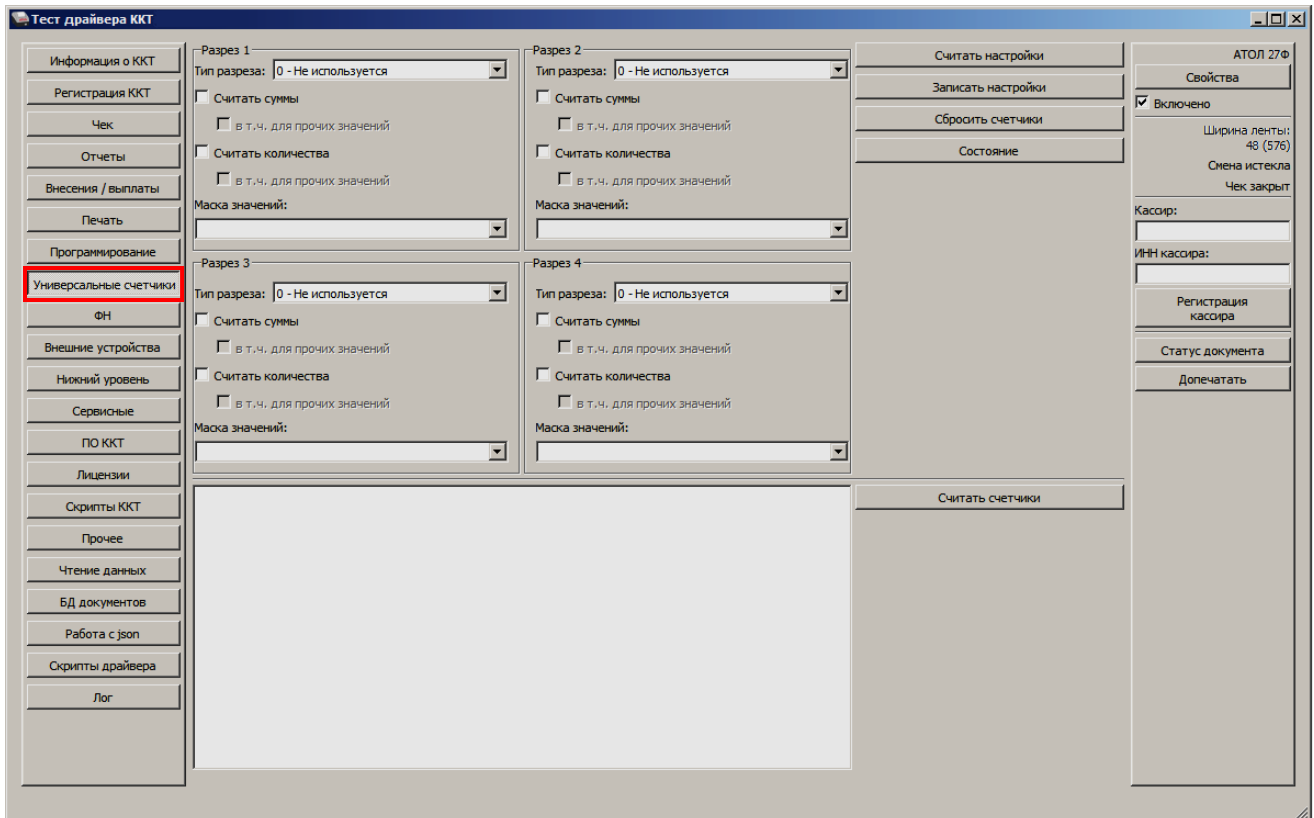 Тест драйвера ККТ
Информация о ККТ
Регистрация ККТ
Чек
Отчеты
Внесения / выплаты
Печать
Программирование
Универсальные счетчики
ФН
Внешние устройства
Нижний уровень
Сервисные
ПО ККТ
Лицензии
Скрипты ККТ
Прочее
Чтение данных
БД документов
Работа с json
Скрипты драйвера
Лог
Разрез 1
Тип разреза: 0 - Не используется
Считать суммы
в т.ч. для прочих значений
Считать количества
в т.ч. для прочих значений
Маска значений:
Разрез 2
Тип разреза: 0 - Не используется
Считать суммы
в т.ч. для прочих значений
Считать количества
в т.ч. для прочих значений
Маска значений:
Разрез 3
Тип разреза: 0 - Не используется
Считать суммы
в т.ч. для прочих значений
Считать количества
в т.ч. для прочих значений
Маска значений:
Разрез 4
Тип разреза: 0 - Не используется
Считать суммы
в т.ч. для прочих значений
Считать количества
в т.ч. для прочих значений
Маска значений:
Считать настройки
Записать настройки
Сбросить счетчики
Состояние
Считать счетчики
АТОЛ 27Ф
Свойства
Включено
Ширина ленты:
48 (576)
Смена истекла
Чек закрыт
Кассир:
ИНН кассира:
Регистрация
кассира
Статус документа
Допечатать